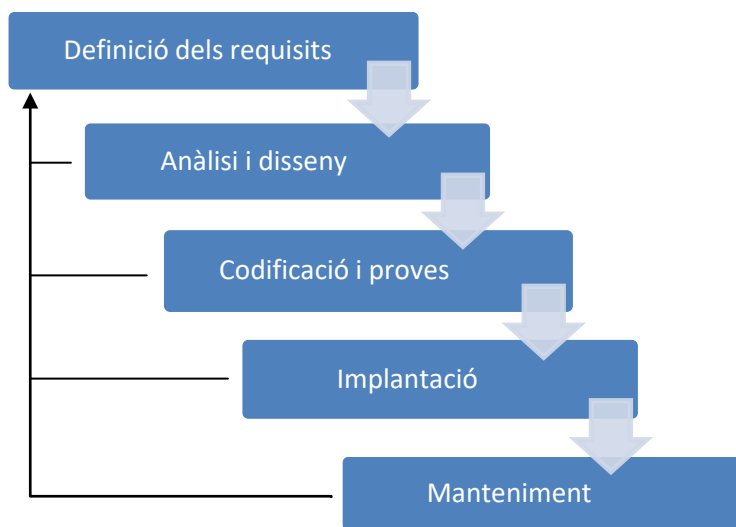 Definició dels requisits
Anàlisi i disseny
Codificació i proves
Implantació
Manteniment